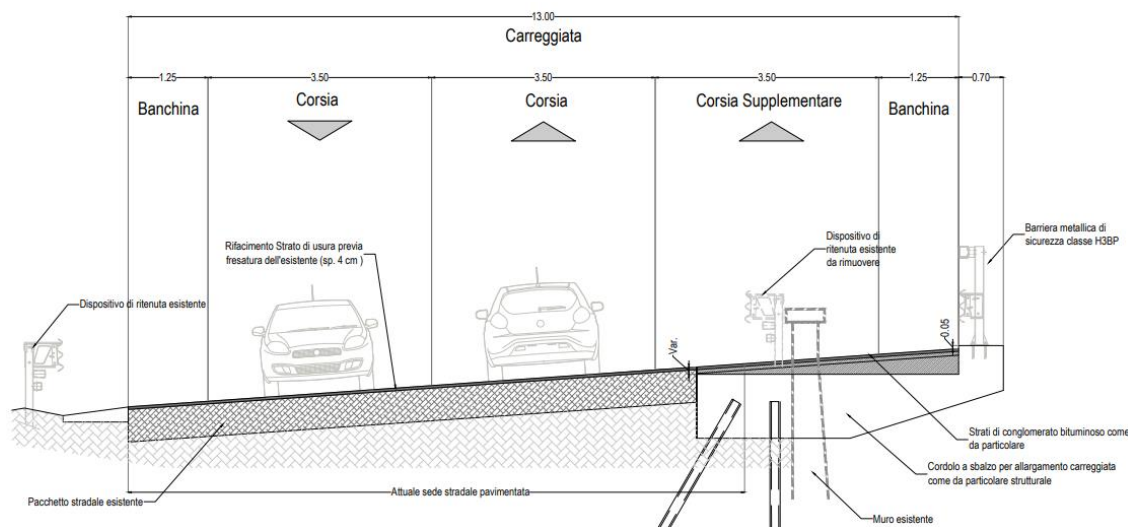 13.00
Carreggiata
1.25
3.50
3.50
3.50
1.25
0.70
Banchina
Corsia
Corsia
Corsia Supplementare
Banchina
Barriera metallica di
sicurezza classe H3BP
Dispositivo di
ritenuta esistente
da rimuovere
Rifacimento Strato di usura previa
fresatura dell'esistente (sp. 4 cm )
Dispositivo di ritenuta esistente
Var.
0.05
Strati di conglomerato bituminoso come
da particolare
Cordolo a sbalzo per allargamento carreggiata
come da particolare strutturale
Attuale sede stradale pavimentata
Pacchetto stradale esistente
Muro esistente